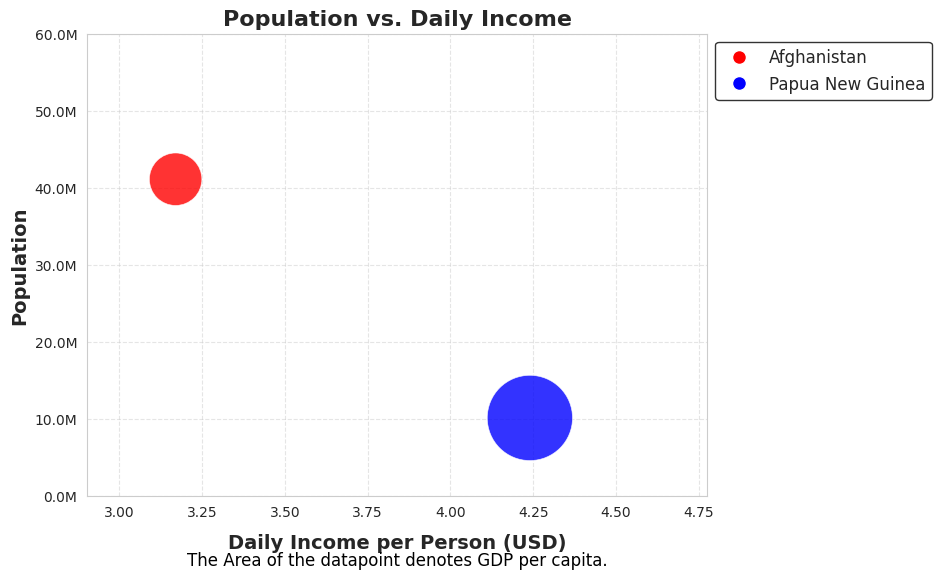 Population vs. Daily Income
60.0M
50.0M
40.0M
30.0M
20.0M
10.0M
0.0M
Population
3.00 3.25 3.50 3.75 4.00 4.25 4.50 4.75
Daily Income per Person (USD)
The Area of the datapoint denotes GDP per capita.
Afghanistan
Papua New Guinea